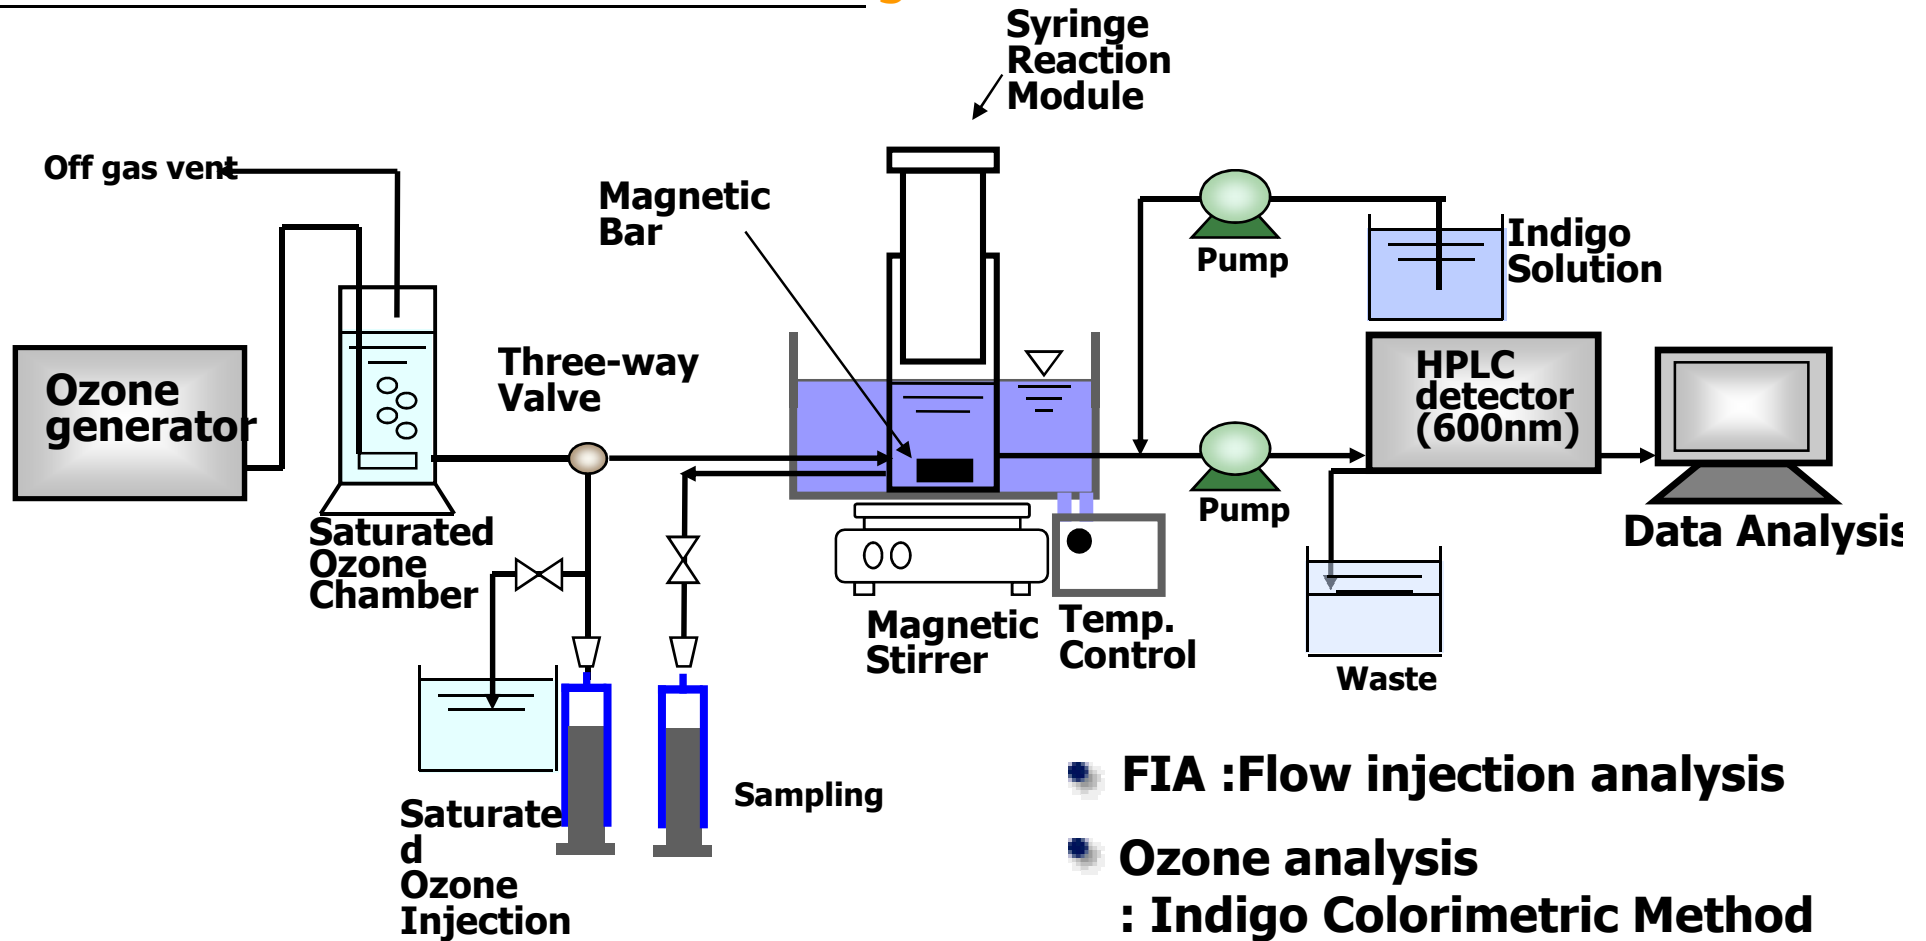 Syringe
Reaction
Module
Off gas vent
Magnetic
Bar
Pump
Indigo
Solution
Ozone
generator
Three-way
Valve
HPLC
detector
(600nm)
Saturated
Ozone
Chamber
Pump
Data Analysis
Magnetic
Stirrer
Temp.
Control
Waste
Sampling
Saturate
d
Ozone
Injection
FIA :Flow injection analysis
Ozone analysis
: Indigo Colorimetric Method